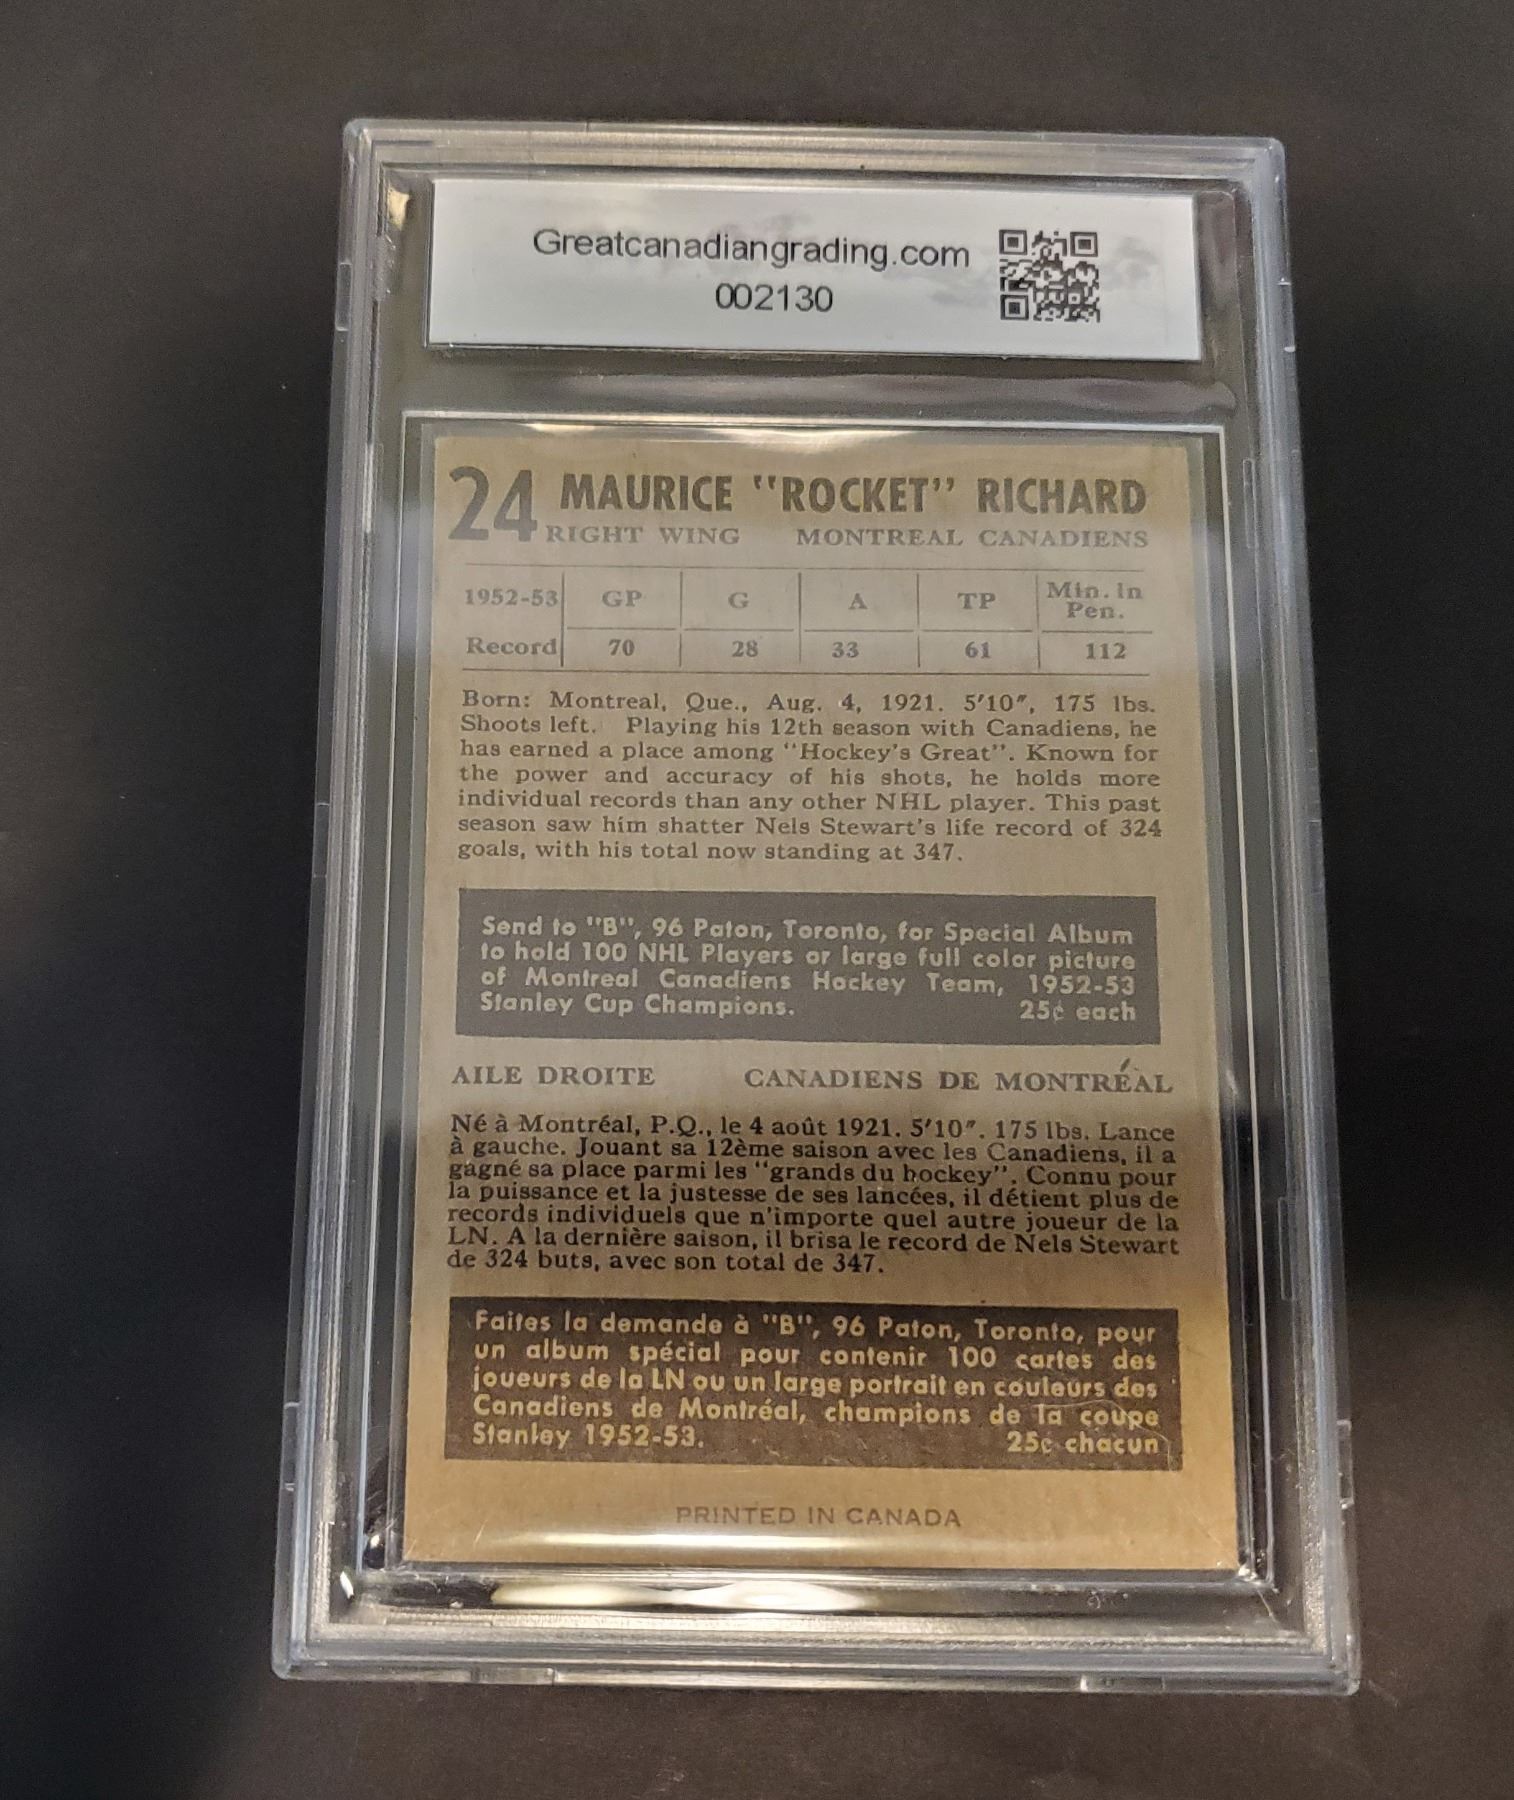 Greatcanadiangrading.com
002130
24 MAURICE "ROCKET" RICHARD
RIGHT WING MONTREAL CANADIENS
1952-53 GP G A TP Min. in Pen.
Record 70 28 33 61 112
Born: Montreal, Que., Aug. 4, 1921. 5'10", 175 lbs.
Shoots left. Playing his 12th season with Canadiens, he
has earned a place among "Hockey's Great". Known for
the power and accuracy of his shots, he holds more
individual records than any other NHL player. This past
season saw him shatter Nels Stewart's life record of 324
goals, with his total now standing at 347.
Send to "B", 96 Paton, Toronto, for Special Album
to hold 100 NHL Players or large full color picture
of Montreal Canadiens Hockey Team, 1952-53
Stanley Cup Champions. 25¢ each
AILE DROITE CANADIENS DE MONTRÉAL
Né à Montréal, P.Q., le 4 août 1921. 5'10". 175 lbs. Lance
à gauche. Jouant sa 12ème saison avec les Canadiens, il a
gagné sa place parmi les "grands du hockey". Connu pour
la puissance et la justesse de ses lancées, il détient plus de
records individuels que n'importe quel autre joueur de la
LN. A la dernière saison, il brisa le record de Nels Stewart
de 324 buts, avec son total de 347.
Faites la demande à "B", 96 Paton, Toronto, pour
un album spécial pour contenir 100 cartes des
joueurs de la LN ou un large portrait en couleurs des
Canadiens de Montréal, champions de la coupe
Stanley 1952-53. 25¢ chacun
PRINTED IN CANADA